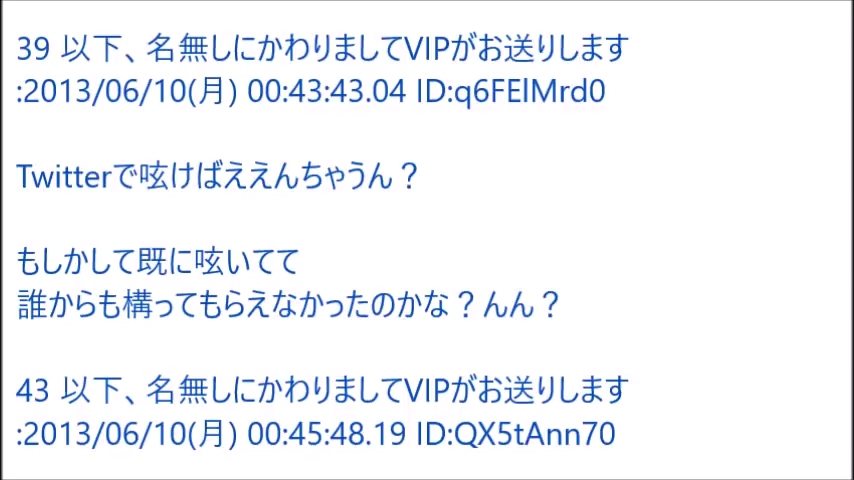 39 以下、名無しにかわりましてVIPがお送りします
:2013/06/10(月) 00:43:43.04 ID:q6FElMrd0
Twitterで呟けばええんちゃうん？
もしかして既に呟いてて
誰からも構ってもらえなかったのかな？んん？
43 以下、名無しにかわりましてVIPがお送りします
:2013/06/10(月) 00:45:48.19 ID:QX5tAnn70